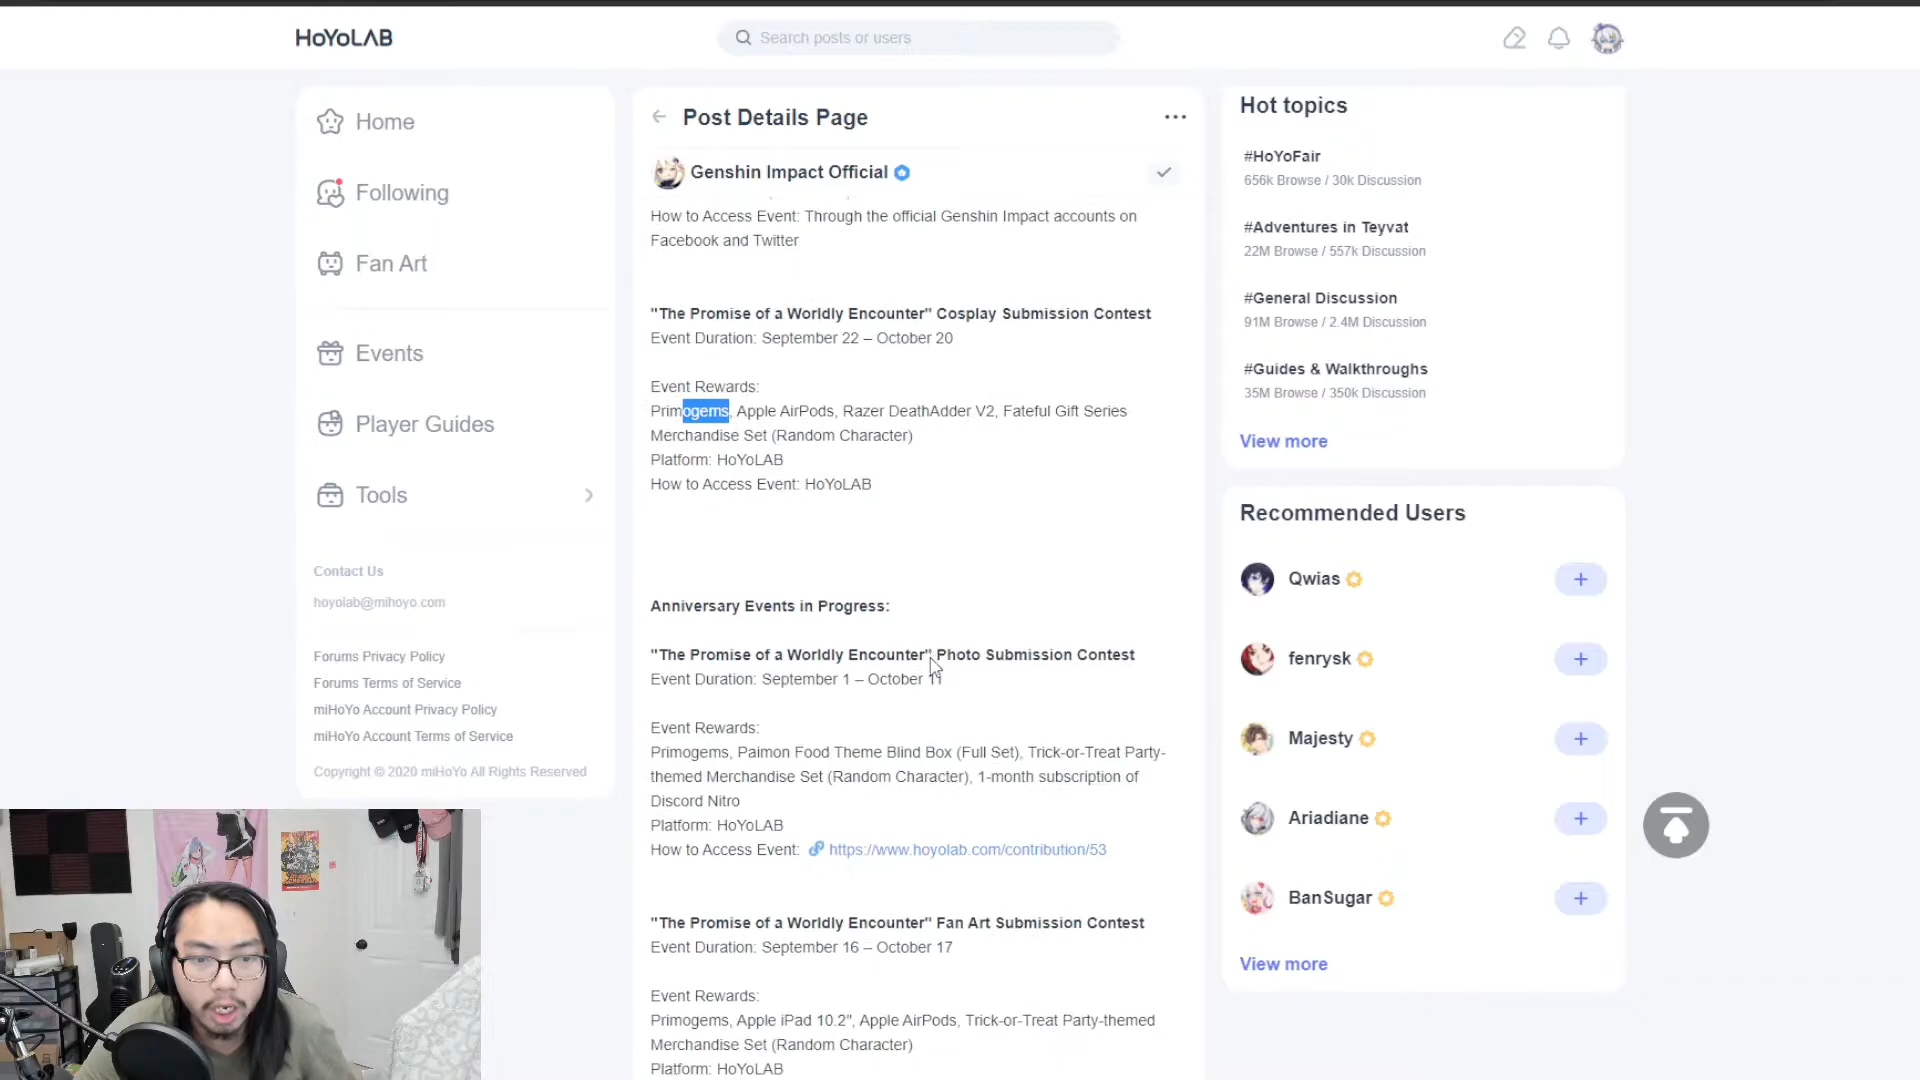 HoYoLAB
Search posts or users
Home
Following
Fan Art
Events
Player Guides
Tools
Contact Us
hoyolab@mihoyo.com
Forums Privacy Policy
Forums Terms of Service
miHoYo Account Privacy Policy
miHoYo Account Terms of Service
Copyright © 2020 miHoYo All Rights Reserved
Post Details Page
Genshin Impact Official
How to Access Event: Through the official Genshin Impact accounts on
Facebook and Twitter
"The Promise of a Worldly Encounter" Cosplay Submission Contest
Event Duration: September 22 – October 20
Event Rewards:
Primogems, Apple AirPods, Razer DeathAdder V2, Fateful Gift Series
Merchandise Set (Random Character)
Platform: HoYoLAB
How to Access Event: HoYoLAB
Anniversary Events in Progress:
"The Promise of a Worldly Encounter" Photo Submission Contest
Event Duration: September 1 – October 11
Event Rewards:
Primogems, Paimon Food Theme Blind Box (Full Set), Trick-or-Treat Party-
themed Merchandise Set (Random Character), 1-month subscription of
Discord Nitro
Platform: HoYoLAB
How to Access Event: https://www.hoyolab.com/contribution/53
"The Promise of a Worldly Encounter" Fan Art Submission Contest
Event Duration: September 16 – October 17
Event Rewards:
Primogems, Apple iPad 10.2", Apple AirPods, Trick-or-Treat Party-themed
Merchandise Set (Random Character)
Platform: HoYoLAB
Hot topics
#HoYoFair
656k Browse / 30k Discussion
#Adventures in Teyvat
22M Browse / 557k Discussion
#General Discussion
91M Browse / 2.4M Discussion
#Guides & Walkthroughs
35M Browse / 350k Discussion
View more
Recommended Users
Qwias
fenrysk
Majesty
Ariadiane
BanSugar
View more